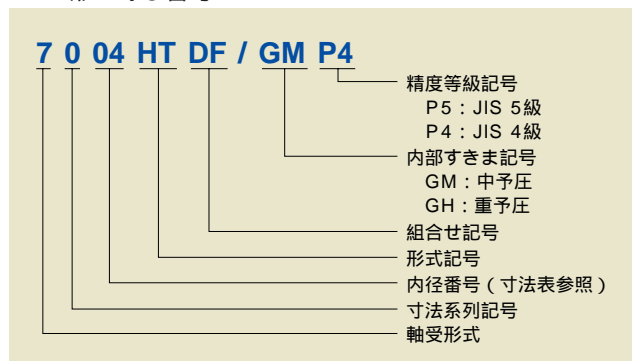 7 0 04 HT DF / GM P4
精度等級記号
P5：JIS 5級
P4：JIS 4級
内部すきま記号
GM：中予圧
GH：重予圧
組合せ記号
形式記号
内径番号（寸法表参照）
寸法系列記号
軸受形式